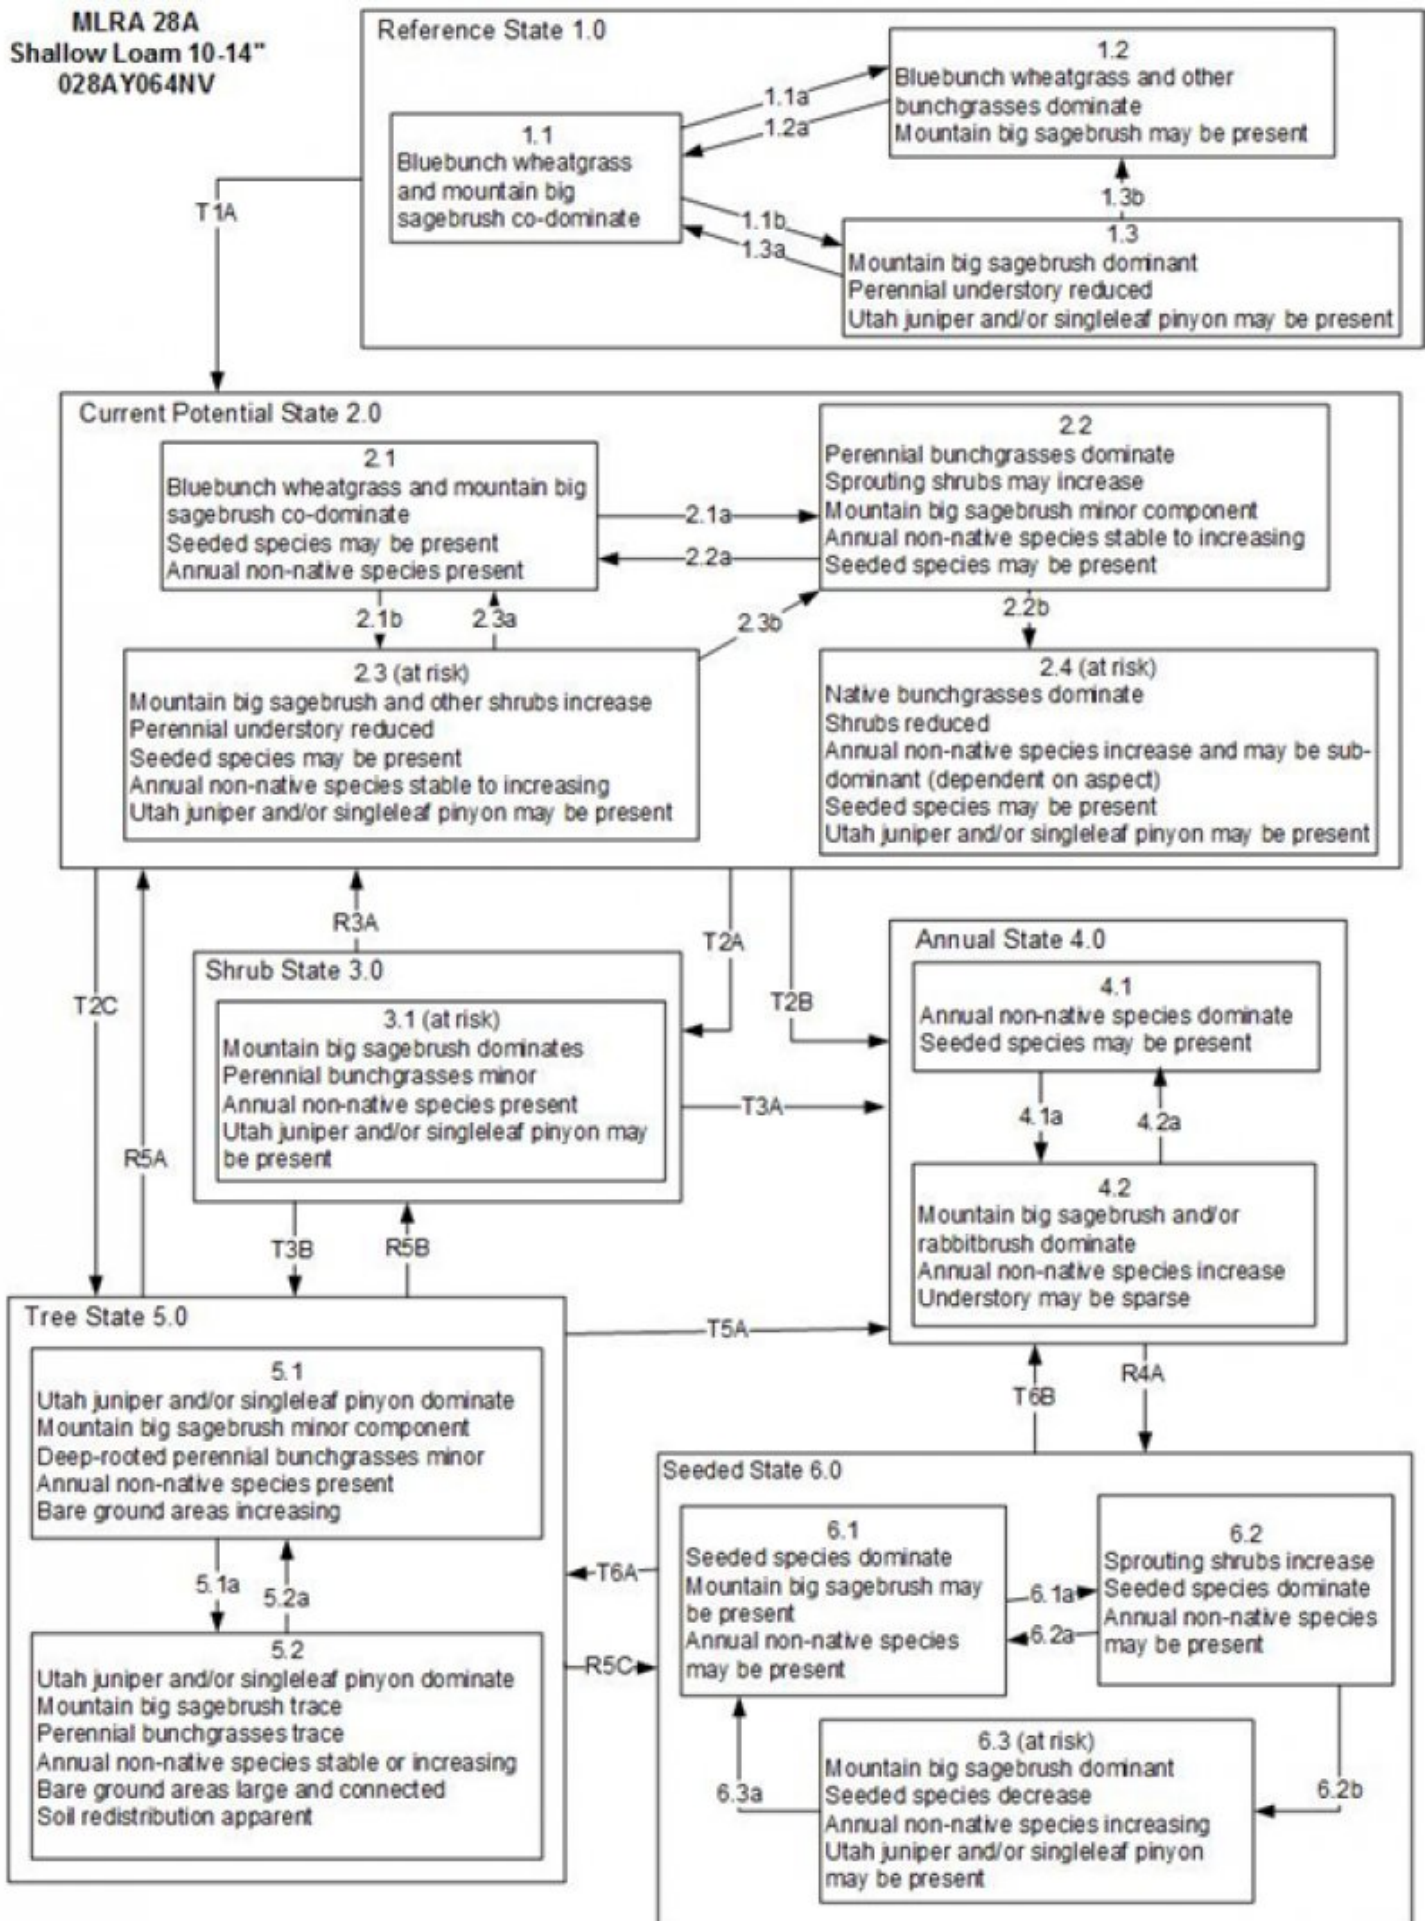 MLRA 28A
Shallow Loam 10-14"
028AY064NV
Reference State 1.0
1.1
Bluebunch wheatgrass
and mountain big
sagebrush co-dominate
1.1a
1.2a
1.2
Bluebunch wheatgrass and other
bunchgrasses dominate
Mountain big sagebrush may be present
1.1b
1.3a
1.3b
1.3
Mountain big sagebrush dominant
Perennial understory reduced
Utah juniper and/or singleleaf pinyon may be present
T1A
Current Potential State 2.0
2.1
Bluebunch wheatgrass and mountain big
sagebrush co-dominate
Seeded species may be present
Annual non-native species present
2.1a
2.2a
2.2
Perennial bunchgrasses dominate
Sprouting shrubs may increase
Mountain big sagebrush minor component
Annual non-native species stable to increasing
Seeded species may be present
2.1b
2.3a
2.3b
2.2b
2.3 (at risk)
Mountain big sagebrush and other shrubs increase
Perennial understory reduced
Seeded species may be present
Annual non-native species stable to increasing
Utah juniper and/or singleleaf pinyon may be present
2.4 (at risk)
Native bunchgrasses dominate
Shrubs reduced
Annual non-native species increase and may be sub-
dominant (dependent on aspect)
Seeded species may be present
Utah juniper and/or singleleaf pinyon may be present
T2C
R5A
R3A
T2A
T2B
Shrub State 3.0
3.1 (at risk)
Mountain big sagebrush dominates
Perennial bunchgrasses minor
Annual non-native species present
Utah juniper and/or singleleaf pinyon may
be present
T3A
T3B
R5B
Annual State 4.0
4.1
Annual non-native species dominate
Seeded species may be present
4.1a
4.2a
4.2
Mountain big sagebrush and/or
rabbitbrush dominate
Annual non-native species increase
Understory may be sparse
Tree State 5.0
5.1
Utah juniper and/or singleleaf pinyon dominate
Mountain big sagebrush minor component
Deep-rooted perennial bunchgrasses minor
Annual non-native species present
Bare ground areas increasing
5.1a
5.2a
5.2
Utah juniper and/or singleleaf pinyon dominate
Mountain big sagebrush trace
Perennial bunchgrasses trace
Annual non-native species stable or increasing
Bare ground areas large and connected
Soil redistribution apparent
T5A
T6B
R4A
T6A
R5C
Seeded State 6.0
6.1
Seeded species dominate
Mountain big sagebrush may
be present
Annual non-native species
may be present
6.1a
6.2a
6.2
Sprouting shrubs increase
Seeded species dominate
Annual non-native species
may be present
6.3a
6.2b
6.3 (at risk)
Mountain big sagebrush dominant
Seeded species decrease
Annual non-native species increasing
Utah juniper and/or singleleaf pinyon
may be present